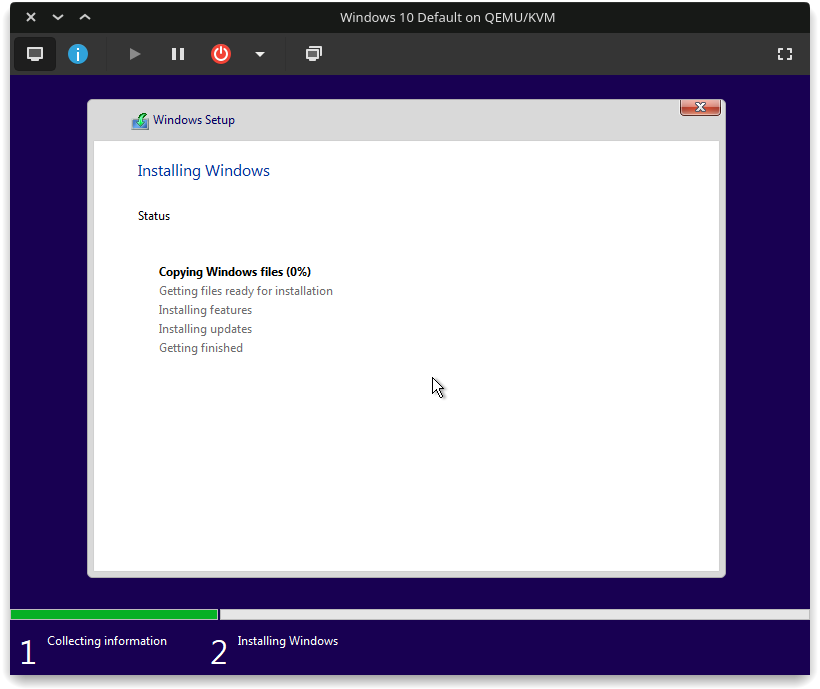 Windows 10 Default on QEMU/KVM
Windows Setup
Installing Windows
Status
Copying Windows files (0%)
Getting files ready for installation
Installing features
Installing updates
Getting finished
1 Collecting information
2 Installing Windows